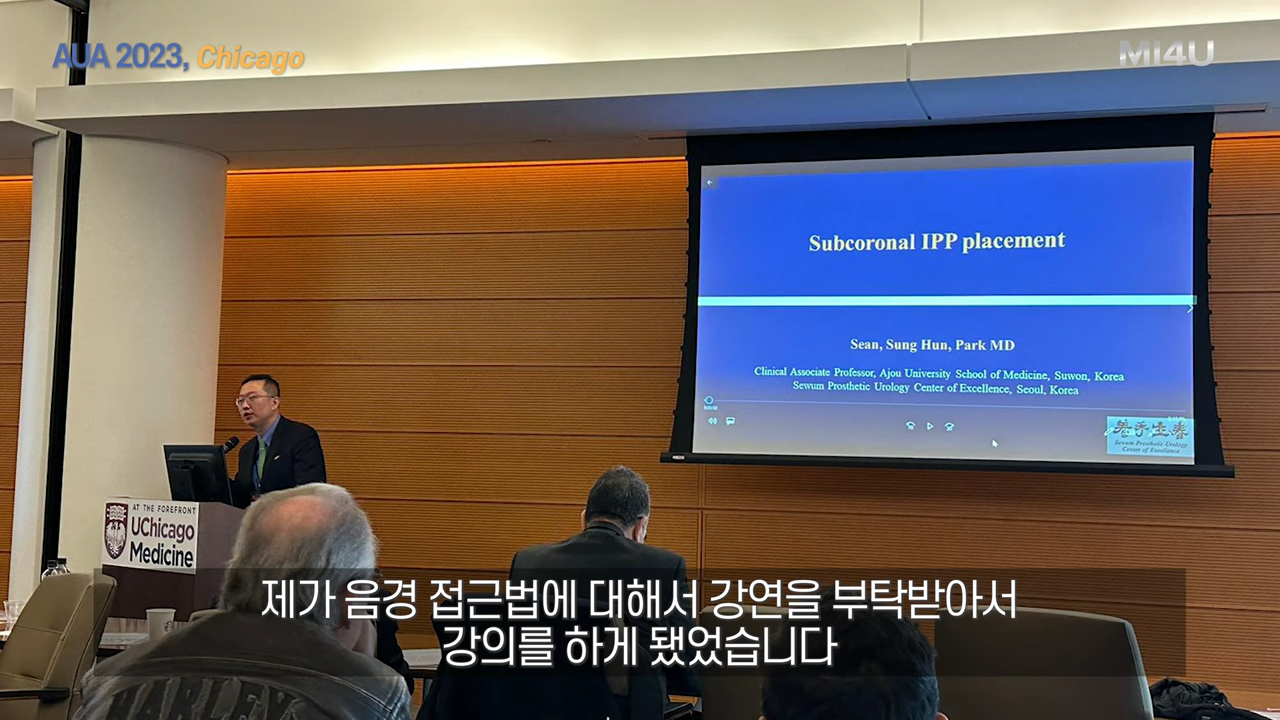 AUA 2023, Chicago
MI4U
Subcoronal IPP placement
Sean, Sung Hun, Park MD
Clinical Associate Professor, Ajou University School of Medicine, Suwon, Korea
Sewum Prosthetic Urology Center of Excellence, Seoul, Korea
Sewum Prosthetic Urology
Center of Excellence
AT THE FOREFRONT
UChicago
Medicine
제가 음경 접근법에 대해서 강연을 부탁받아서
강의를 하게 됐었습니다
HARLEY